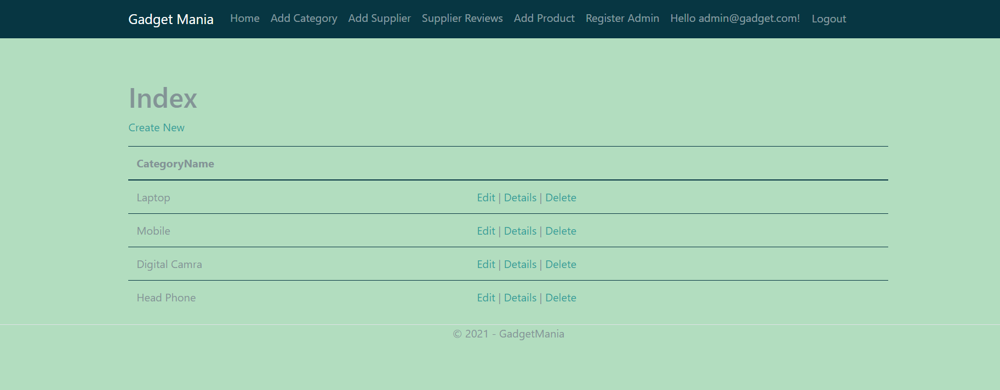 Gadget Mania Home Add Category Add Supplier Supplier Reviews Add Product Register Admin Hello admin@gadget.com! Logout
Index
Create New
CategoryName
Laptop Edit | Details | Delete
Mobile Edit | Details | Delete
Digital Camra Edit | Details | Delete
Head Phone Edit | Details | Delete
© 2021 - GadgetMania